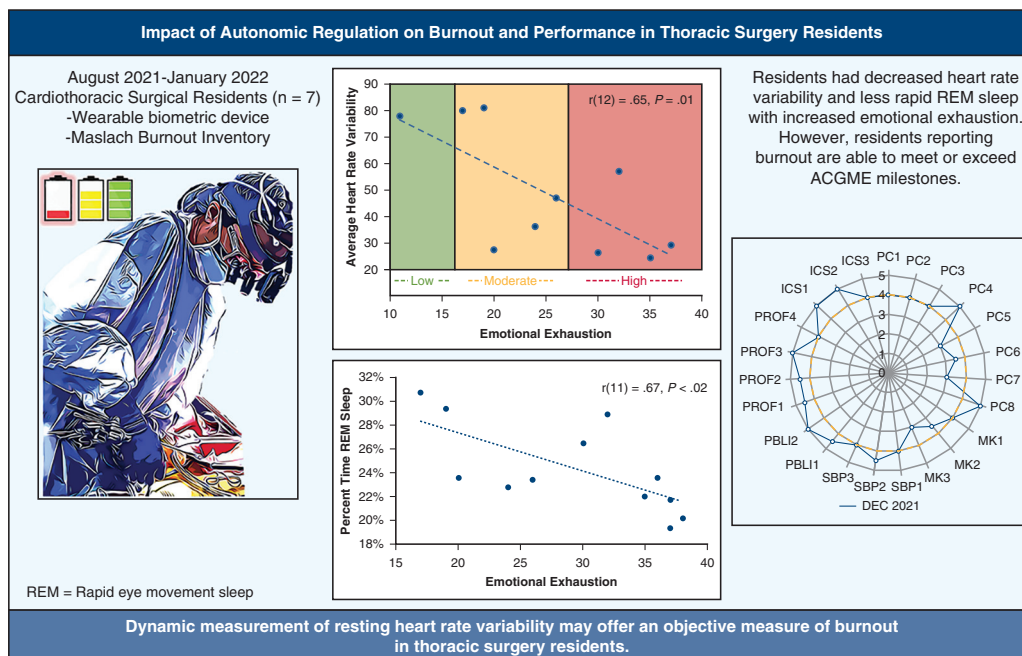 Impact of Autonomic Regulation on Burnout and Performance in Thoracic Surgery Residents
August 2021-January 2022
Cardiothoracic Surgical Residents (n = 7)
-Wearable biometric device
-Maslach Burnout Inventory
REM = Rapid eye movement sleep
Average Heart Rate Variability
90
80
70
60
50
40
30
20
r(12) = .65, P = .01
Low
Moderate
High
10 15 20 25 30 35 40
Emotional Exhaustion
Percent Time REM Sleep
32%
30%
28%
26%
24%
22%
20%
18%
r(11) = .67, P < .02
15 20 25 30 35 40
Emotional Exhaustion
Residents had decreased heart rate
variability and less rapid REM sleep
with increased emotional exhaustion.
However, residents reporting
burnout are able to meet or exceed
ACGME milestones.
PC1
PC2
PC3
PC4
PC5
PC6
PC7
PC8
MK1
MK2
MK3
SBP1
SBP2
SBP3
PBLI1
PBLI2
PROF1
PROF2
PROF3
PROF4
ICS1
ICS2
ICS3
5
4
3
2
1
0
DEC 2021
Dynamic measurement of resting heart rate variability may offer an objective measure of burnout
in thoracic surgery residents.